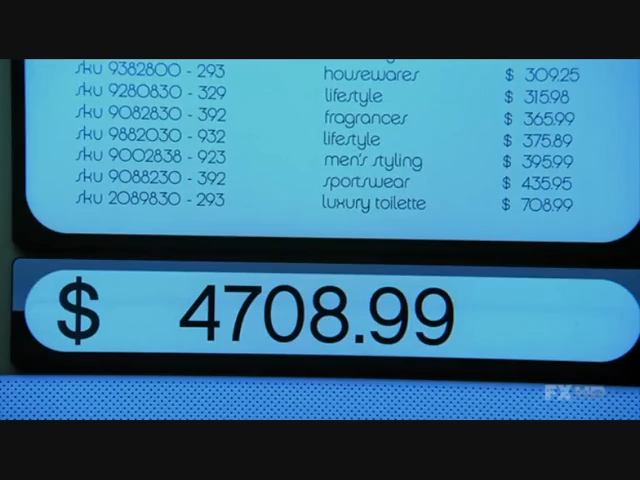 sku 9382800 - 293 housewares $ 309.25
sku 9280830 - 329 lifestyle $ 315.98
sku 9082830 - 392 fragrances $ 365.99
sku 9882030 - 932 lifestyle $ 375.89
sku 9002838 - 923 men's styling $ 395.99
sku 9088230 - 392 sportswear $ 435.95
sku 2089830 - 293 luxury toilette $ 708.99
$ 4708.99
FX HD